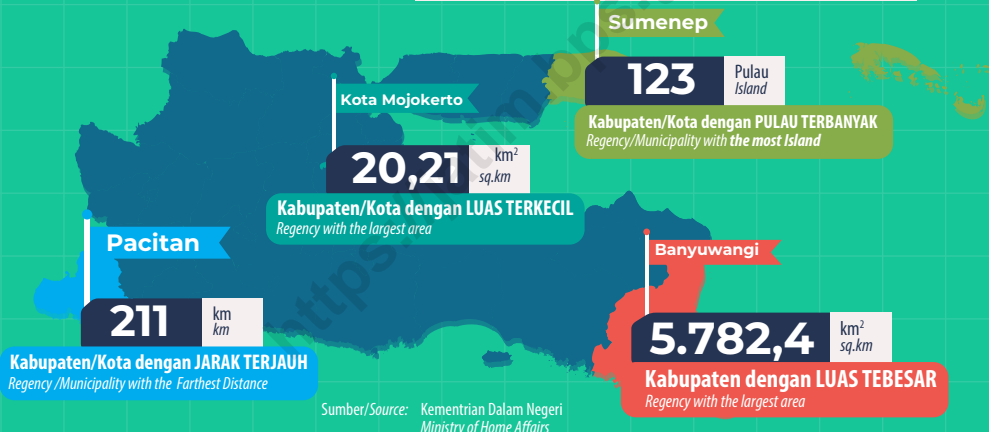 Sumenep
123
Pulau
Island
Kabupaten/Kota dengan PULAU TERBANYAK
Regency/Municipality with the most Island
Kota Mojokerto
20,21
km²
sq.km
Kabupaten/Kota dengan LUAS TERKECIL
Regency with the largest area
Pacitan
211
km
km
Kabupaten/Kota dengan JARAK TERJAUH
Regency /Municipality with the Farthest Distance
Banyuwangi
5.782,4
km²
sq.km
Kabupaten dengan LUAS TEBESAR
Regency with the largest area
Sumber/Source: Kementrian Dalam Negeri
Ministry of Home Affairs